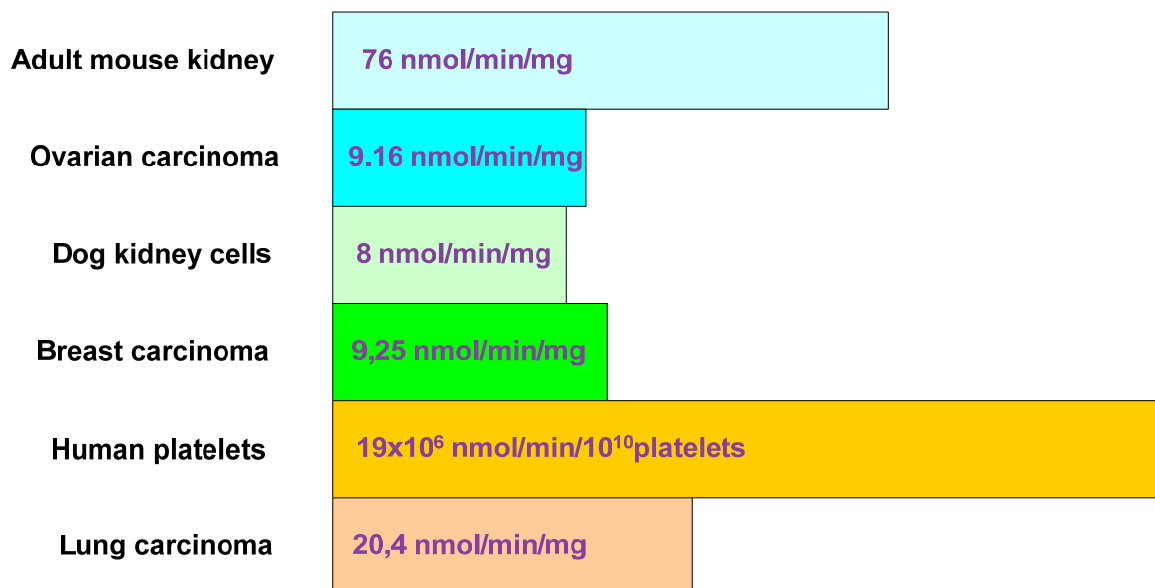 Adult mouse kidney 76 nmol/min/mg
Ovarian carcinoma 9.16 nmol/min/mg
Dog kidney cells 8 nmol/min/mg
Breast carcinoma 9,25 nmol/min/mg
Human platelets 19x10⁶ nmol/min/10¹⁰platelets
Lung carcinoma 20,4 nmol/min/mg